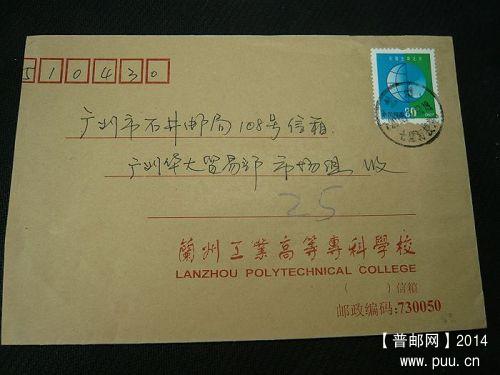 510430
80
广州市石井邮局108号信箱
广州华大贸易部 市场组 收
25
蘭州工業高等專科學校
LANZHOU POLYTECHNICAL COLLEGE
（ ）信箱
邮政编码:730050
【普邮网】2014
www.puu.cn